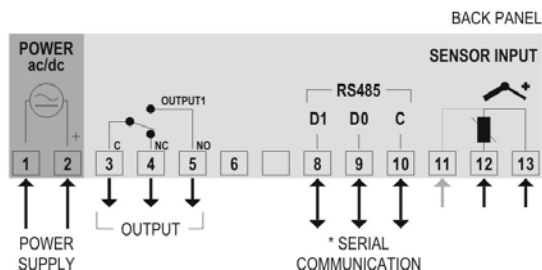 BACK PANEL
POWER
ac/dc
SENSOR INPUT
RS485
OUTPUT1
D1 D0 C
+
C NC NO
+
1 2 3 4 5 6 8 9 10 11 12 13
OUTPUT
POWER
SUPPLY
* SERIAL
COMMUNICATION